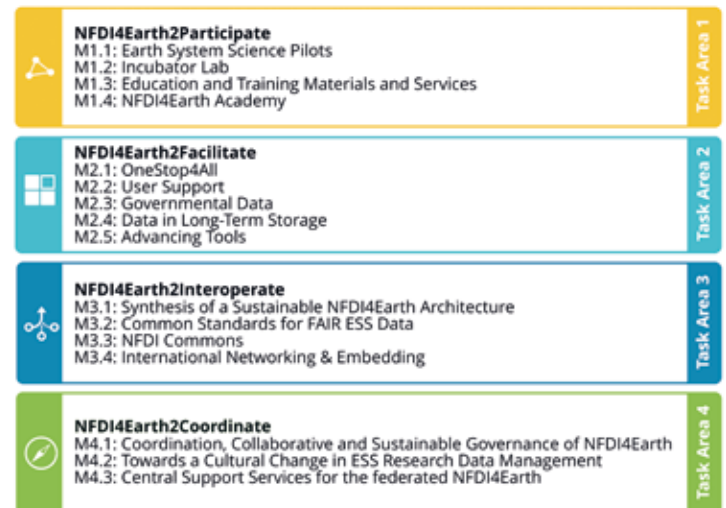 NFDI4Earth2Participate
M1.1: Earth System Science Pilots
M1.2: Incubator Lab
M1.3: Education and Training Materials and Services
M1.4: NFDI4Earth Academy
Task Area 1
NFDI4Earth2Facilitate
M2.1: OneStop4All
M2.2: User Support
M2.3: Governmental Data
M2.4: Data in Long-Term Storage
M2.5: Advancing Tools
Task Area 2
NFDI4Earth2Interoperate
M3.1: Synthesis of a Sustainable NFDI4Earth Architecture
M3.2: Common Standards for FAIR ESS Data
M3.3: NFDI Commons
M3.4: International Networking & Embedding
Task Area 3
NFDI4Earth2Coordinate
M4.1: Coordination, Collaborative and Sustainable Governance of NFDI4Earth
M4.2: Towards a Cultural Change in ESS Research Data Management
M4.3: Central Support Services for the federated NFDI4Earth
Task Area 4